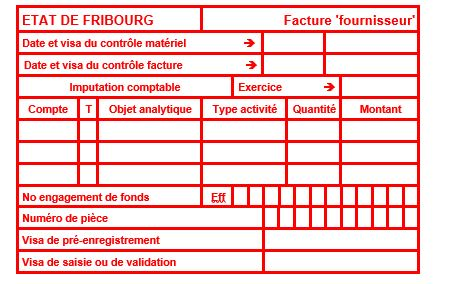 ETAT DE FRIBOURG Facture 'fournisseur'
Date et visa du contrôle matériel ➔
Date et visa du contrôle facture ➔
Imputation comptable Exercice ➔
Compte T Objet analytique Type activité Quantité Montant
No engagement de fonds Eff
Numéro de pièce
Visa de pré-enregistrement
Visa de saisie ou de validation